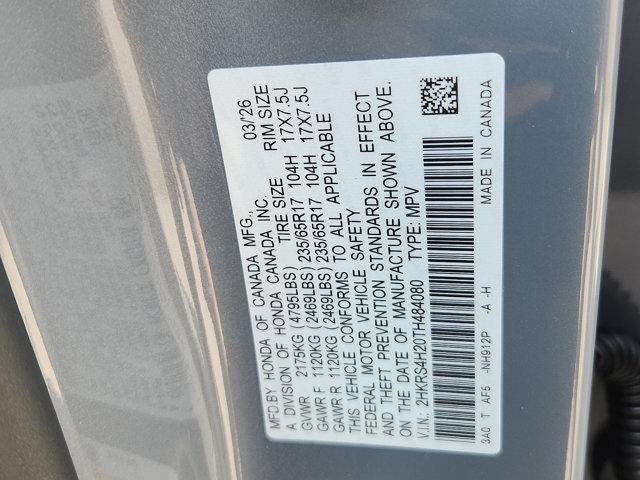 MFD.BY HONDA OF CANADA MFG., 03/'26
A DIVISION OF HONDA CANADA INC.
TIRE SIZE RIM SIZE
GVWR 2175KG (4795LBS)
GAWR F 1120KG (2469LBS) 235/65R17 104H 17X7.5J
GAWR R 1120KG (2469LBS) 235/65R17 104H 17X7.5J
THIS VEHICLE CONFORMS TO ALL APPLICABLE
FEDERAL MOTOR VEHICLE SAFETY
AND THEFT PREVENTION STANDARDS IN EFFECT
ON THE DATE OF MANUFACTURE SHOWN ABOVE.
V.I.N.: 2HKRS4H20TH484080 TYPE: MPV
3A0 T AF5 -NH912P -A -H MADE IN CANADA